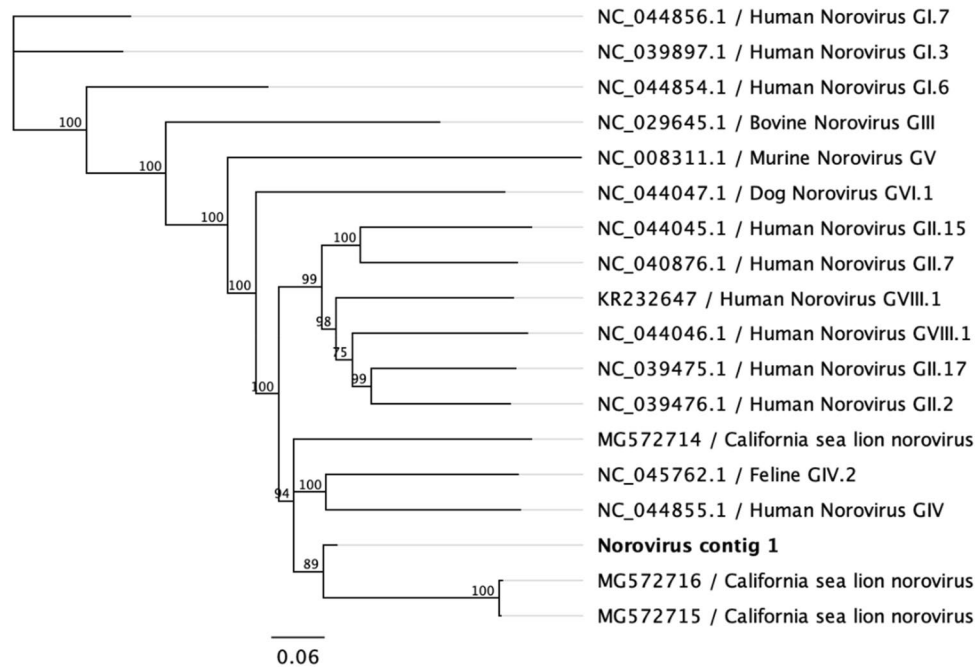 NC_044856.1 / Human Norovirus GI.7
NC_039897.1 / Human Norovirus GI.3
NC_044854.1 / Human Norovirus GI.6
100
NC_029645.1 / Bovine Norovirus GIII
100
NC_008311.1 / Murine Norovirus GV
NC_044047.1 / Dog Norovirus GVI.1
100
NC_044045.1 / Human Norovirus GII.15
100
NC_040876.1 / Human Norovirus GII.7
99
100
KR232647 / Human Norovirus GVIII.1
98
NC_044046.1 / Human Norovirus GVIII.1
75
NC_039475.1 / Human Norovirus GII.17
99
100
NC_039476.1 / Human Norovirus GII.2
MG572714 / California sea lion norovirus
NC_045762.1 / Feline GIV.2
100
94
NC_044855.1 / Human Norovirus GIV
Norovirus contig 1
89
MG572716 / California sea lion norovirus
100
MG572715 / California sea lion norovirus
0.06